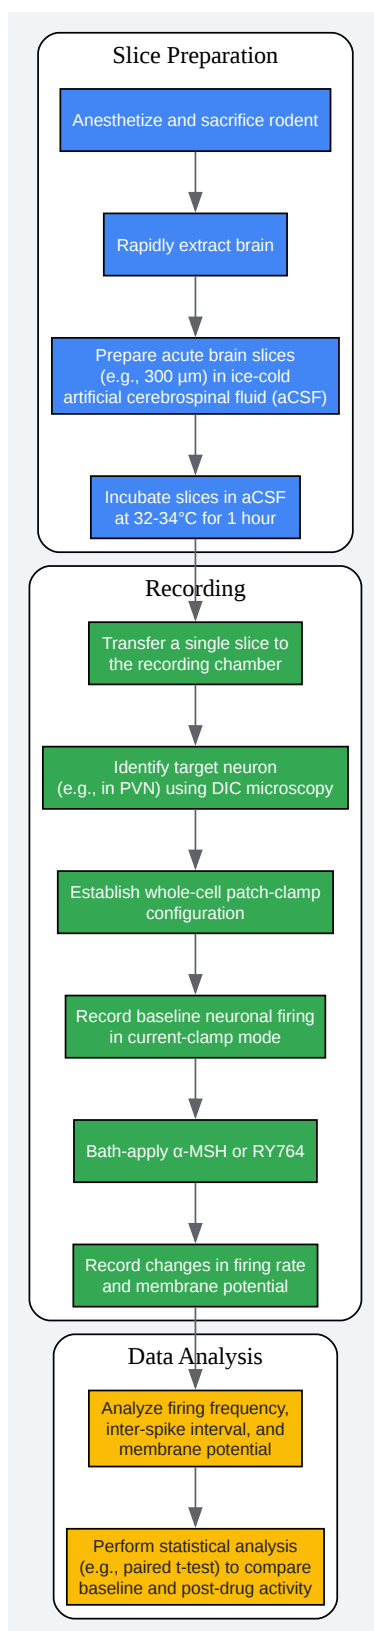 Slice Preparation
Anesthetize and sacrifice rodent
Rapidly extract brain
Prepare acute brain slices
(e.g., 300 µm) in ice-cold
artificial cerebrospinal fluid (aCSF)
Incubate slices in aCSF
at 32-34°C for 1 hour
Recording
Transfer a single slice to
the recording chamber
Identify target neuron
(e.g., in PVN) using DIC microscopy
Establish whole-cell patch-clamp
configuration
Record baseline neuronal firing
in current-clamp mode
Bath-apply α-MSH or RY764
Record changes in firing rate
and membrane potential
Data Analysis
Analyze firing frequency,
inter-spike interval, and
membrane potential
Perform statistical analysis
(e.g., paired t-test) to compare
baseline and post-drug activity